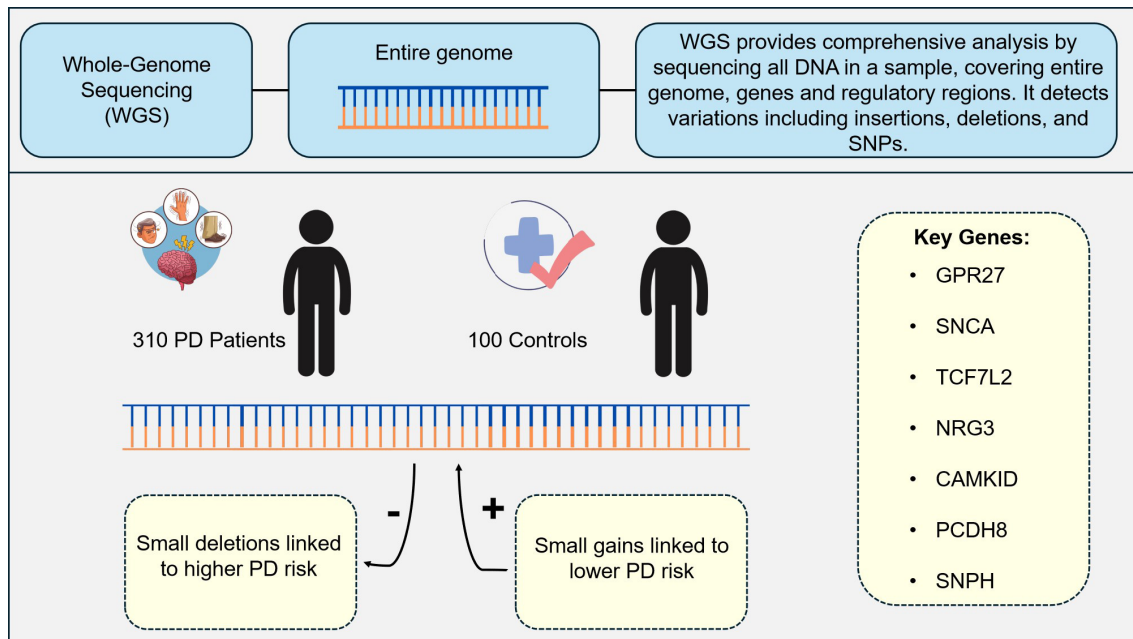 Whole-Genome
Sequencing
(WGS)
Entire genome
WGS provides comprehensive analysis by
sequencing all DNA in a sample, covering entire
genome, genes and regulatory regions. It detects
variations including insertions, deletions, and
SNPs.
310 PD Patients
100 Controls
-
+
Small deletions linked
to higher PD risk
Small gains linked to
lower PD risk
Key Genes:
• GPR27
• SNCA
• TCF7L2
• NRG3
• CAMKID
• PCDH8
• SNPH